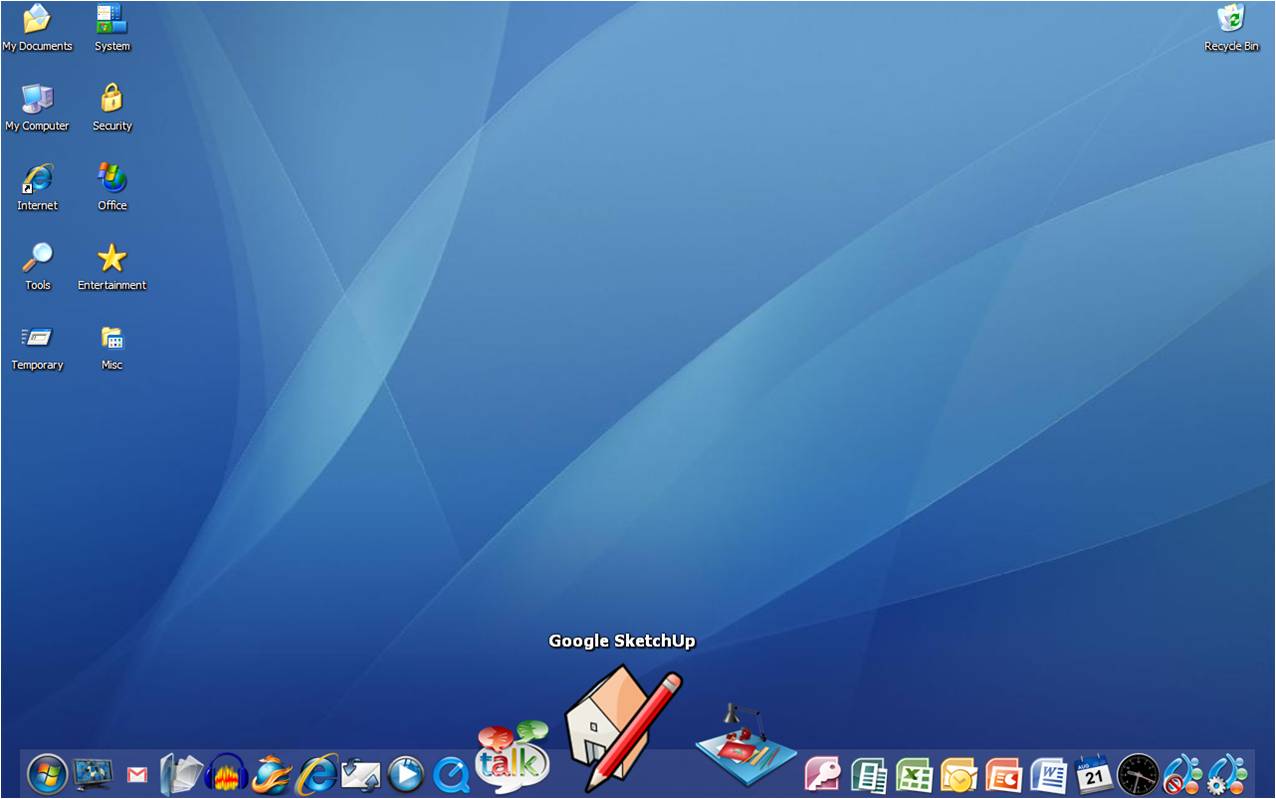 My Documents
System
Recycle Bin
My Computer
Security
Internet
Office
Tools
Entertainment
Temporary
Misc
Google SketchUp
talk
AUG
21